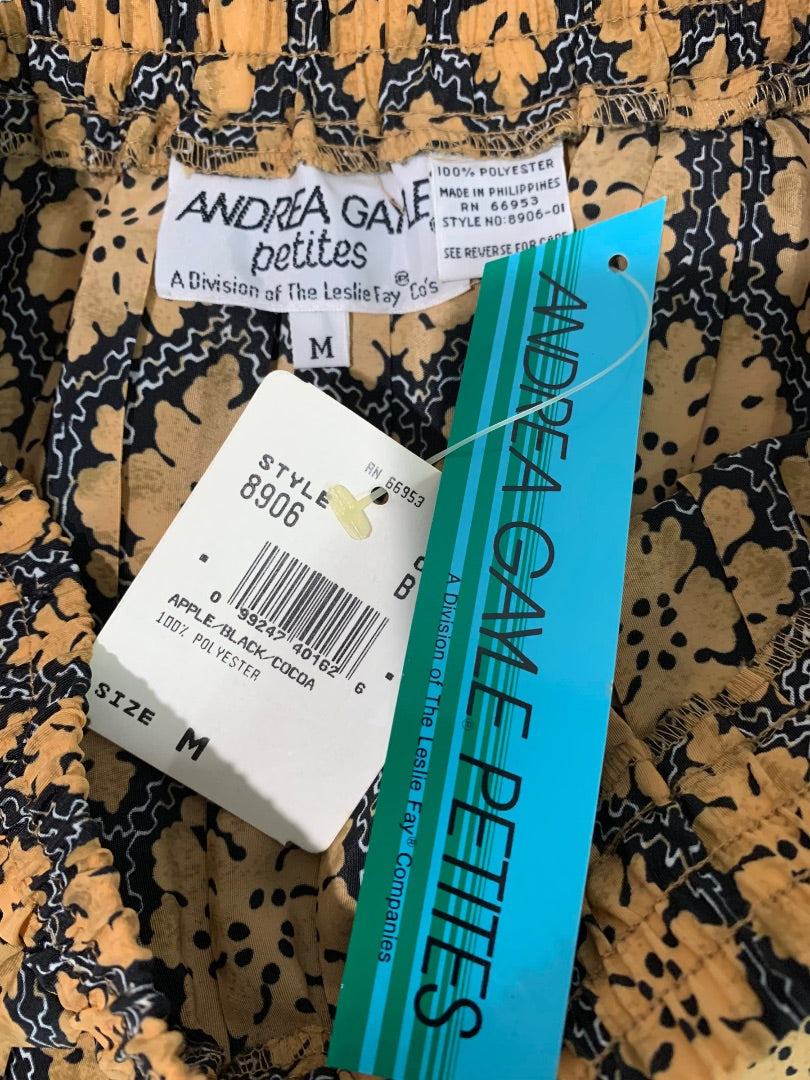 ANDREA GAYLE
petites
A Division of The Leslie Fay® Co's
100% POLYESTER
MADE IN PHILIPPINES
RN 66953
STYLE NO:8906-01
SEE REVERSE FOR CARE
M
RN 66953
STYLE
8906
B
0 99247 40162 6
APPLE/BLACK/COCOA
100% POLYESTER
SIZE M
ANDREA GAYLE® PETITES
A Division of The Leslie Fay® Companies